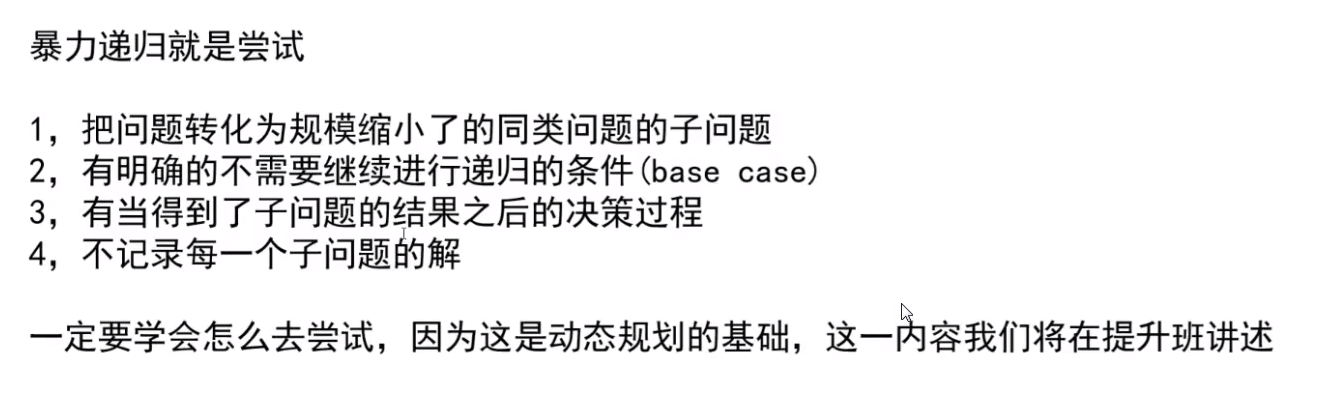 暴力递归就是尝试
1，把问题转化为规模缩小了的同类问题的子问题
2，有明确的不需要继续进行递归的条件(base case)
3，有当得到了子问题的结果之后的决策过程
4，不记录每一个子问题的解
一定要学会怎么去尝试，因为这是动态规划的基础，这一内容我们将在提升班讲述